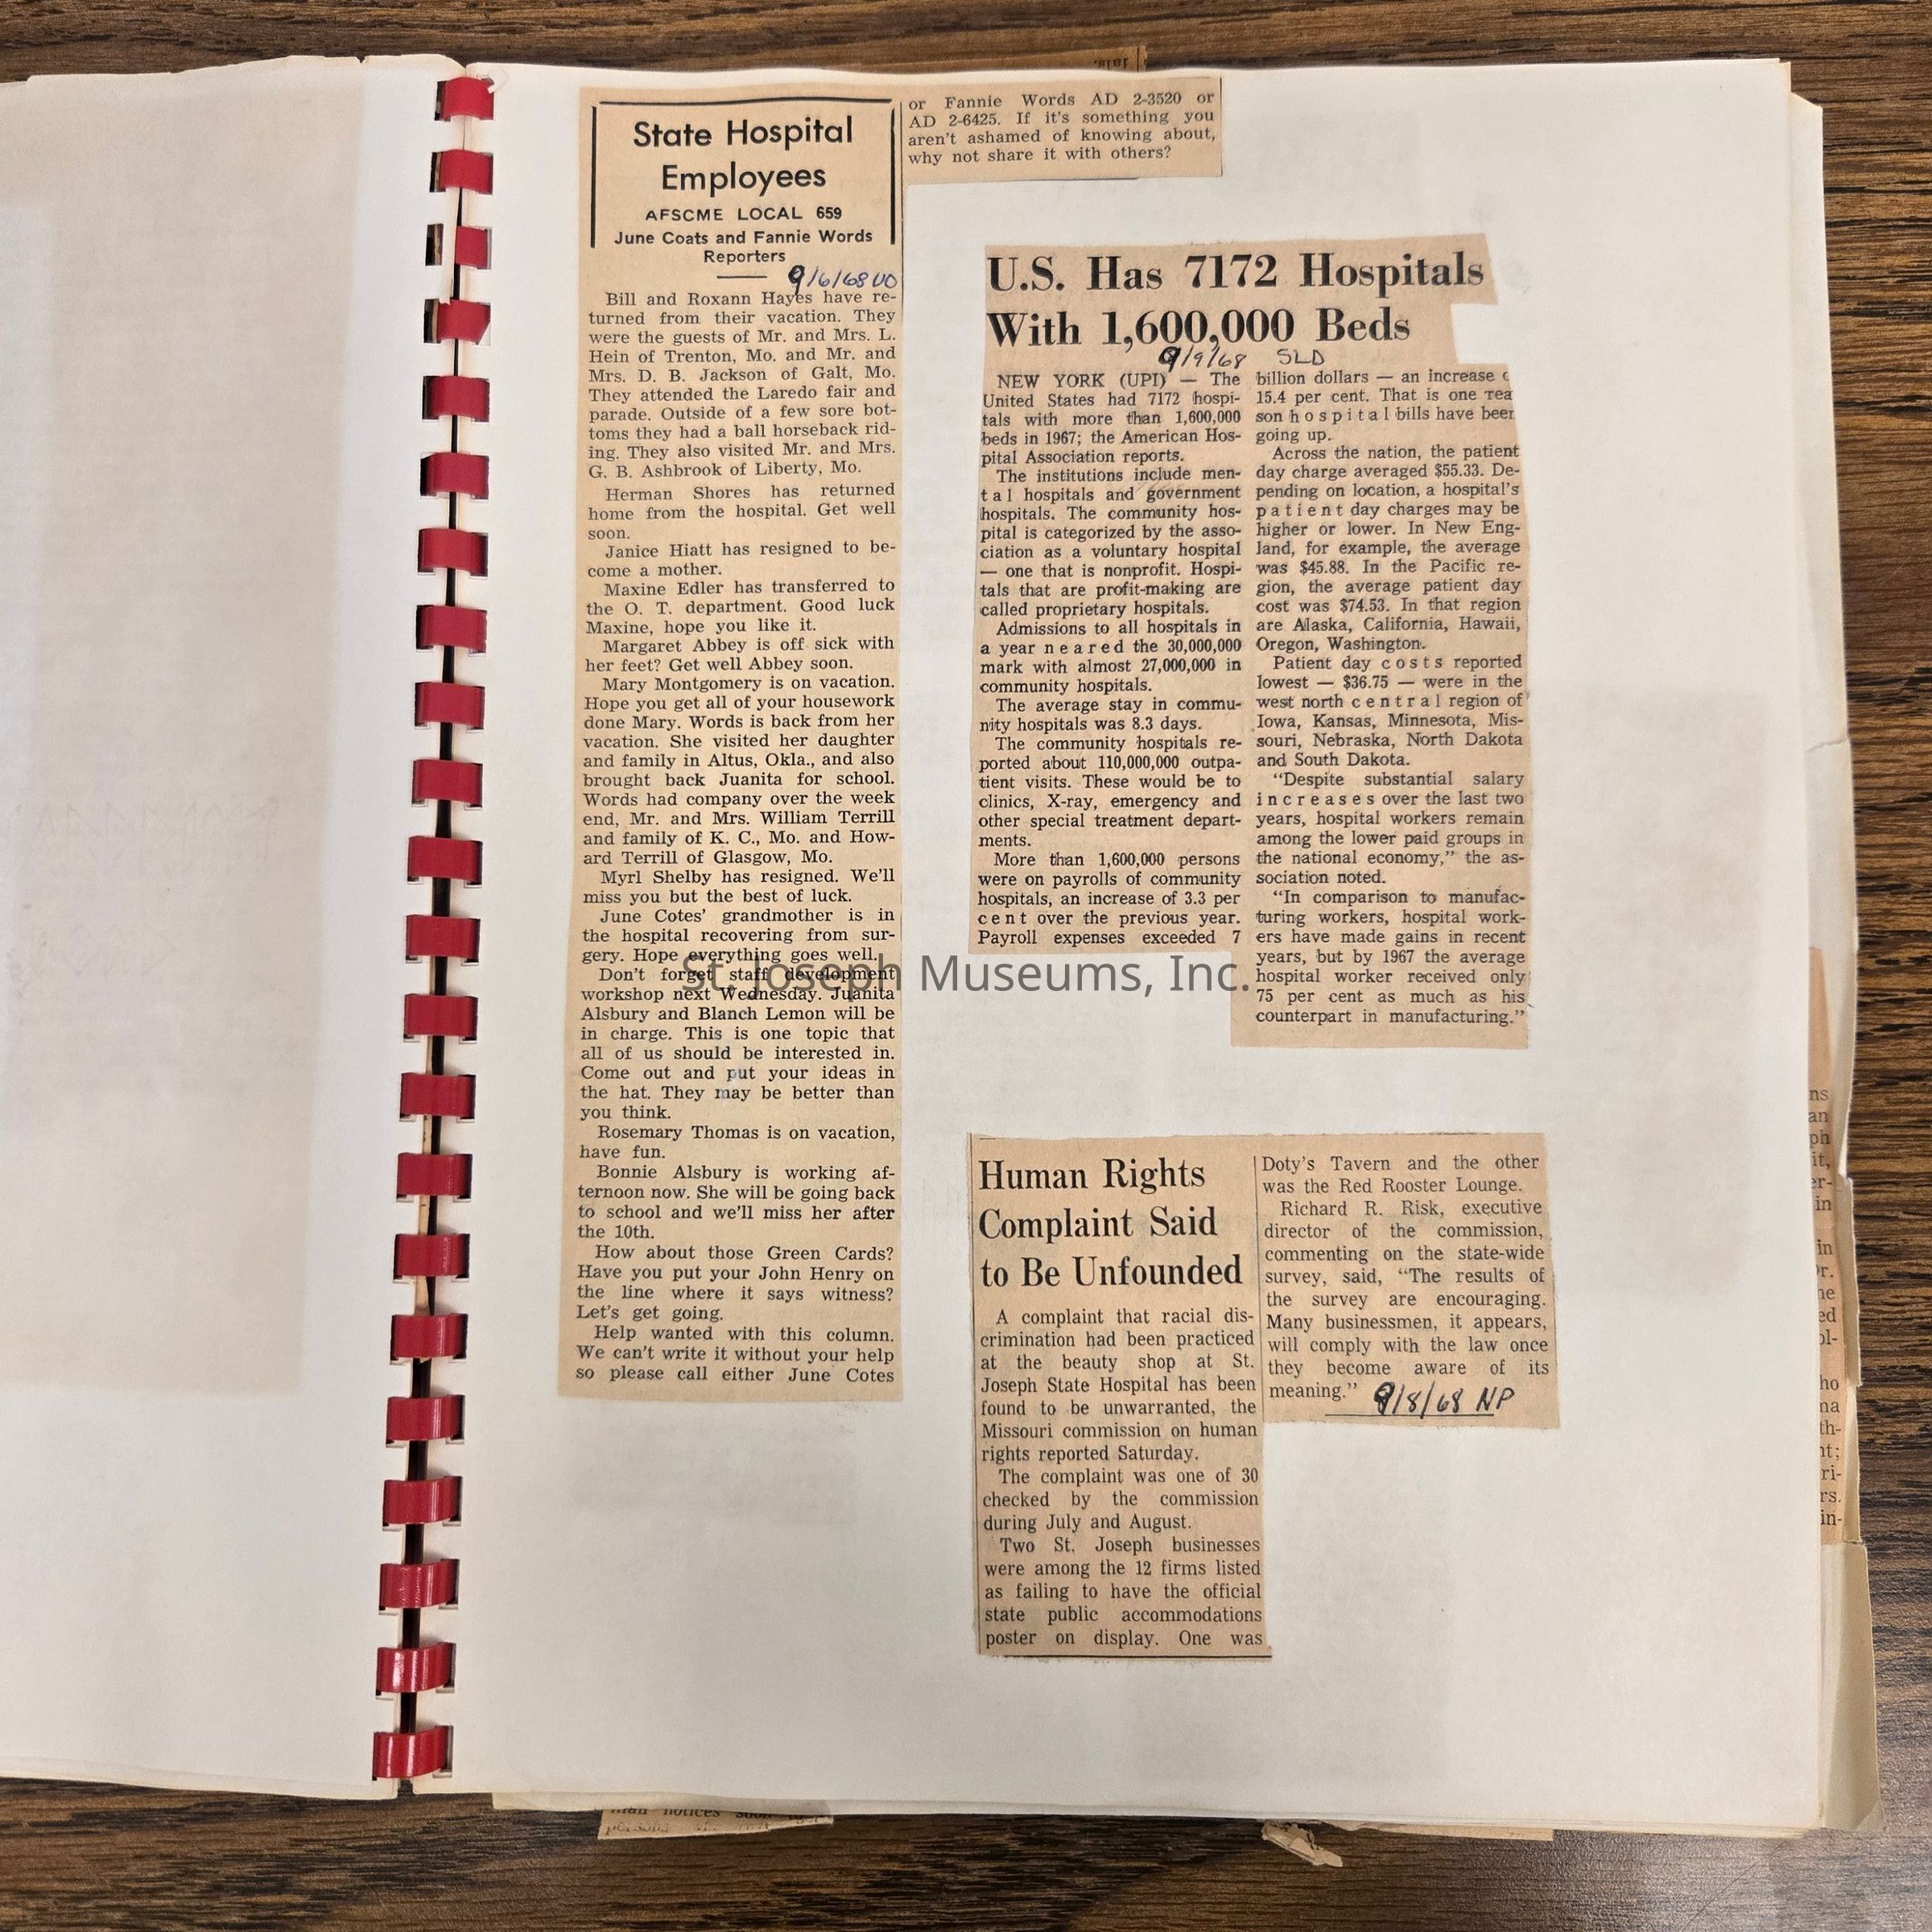 State Hospital
Employees
AFSCME LOCAL 659
June Coats and Fannie Words
Reporters
9/6/68 UO
Bill and Roxann Hayes have re-
turned from their vacation. They
were the guests of Mr. and Mrs. L.
Hein of Trenton, Mo. and Mr. and
Mrs. D. B. Jackson of Galt, Mo.
They attended the Laredo fair and
parade. Outside of a few sore bot-
toms they had a ball horseback rid-
ing. They also visited Mr. and Mrs.
G. B. Ashbrook of Liberty, Mo.
Herman Shores has returned
home from the hospital. Get well
soon.
Janice Hiatt has resigned to be-
come a mother.
Maxine Edler has transferred to
the O. T. department. Good luck
Maxine, hope you like it.
Margaret Abbey is off sick with
her feet? Get well Abbey soon.
Mary Montgomery is on vacation.
Hope you get all of your housework
done Mary. Words is back from her
vacation. She visited her daughter
and family in Altus, Okla., and also
brought back Juanita for school.
Words had company over the week
end, Mr. and Mrs. William Terrill
and family of K. C., Mo. and How-
ard Terrill of Glasgow, Mo.
Myrl Shelby has resigned. We'll
miss you but the best of luck.
June Cotes' grandmother is in
the hospital recovering from sur-
gery. Hope everything goes well.
Don't forget staff development
workshop next Wednesday. Juanita
Alsbury and Blanch Lemon will be
in charge. This is one topic that
all of us should be interested in.
Come out and put your ideas in
the hat. They may be better than
you think.
Rosemary Thomas is on vacation,
have fun.
Bonnie Alsbury is working af-
ternoon now. She will be going back
to school and we'll miss her after
the 10th.
How about those Green Cards?
Have you put your John Henry on
the line where it says witness?
Let's get going.
Help wanted with this column.
We can't write it without your help
so please call either June Cotes
or Fannie Words AD 2-3520 or
AD 2-6425. If it's something you
aren't ashamed of knowing about,
why not share it with others?
U.S. Has 7172 Hospitals
With 1,600,000 Beds
9/9/68 SLD
NEW YORK (UPI) — The
United States had 7172 hospi-
tals with more than 1,600,000
beds in 1967; the American Hos-
pital Association reports.
The institutions include men-
tal hospitals and government
hospitals. The community hos-
pital is categorized by the asso-
ciation as a voluntary hospital
— one that is nonprofit. Hospi-
tals that are profit-making are
called proprietary hospitals.
Admissions to all hospitals in
a year neared the 30,000,000
mark with almost 27,000,000 in
community hospitals.
The average stay in commu-
nity hospitals was 8.3 days.
The community hospitals re-
ported about 110,000,000 outpa-
tient visits. These would be to
clinics, X-ray, emergency and
other special treatment depart-
ments.
More than 1,600,000 persons
were on payrolls of community
hospitals, an increase of 3.3 per
cent over the previous year.
Payroll expenses exceeded 7
billion dollars — an increase
15.4 per cent. That is one rea
son hospital bills have been
going up.
Across the nation, the patient
day charge averaged $55.33. De-
pending on location, a hospital's
patient day charges may be
higher or lower. In New Eng-
land, for example, the average
was $45.88. In the Pacific re-
gion, the average patient day
cost was $74.53. In that region
are Alaska, California, Hawaii,
Oregon, Washington.
Patient day costs reported
lowest — $36.75 — were in the
west north central region of
Iowa, Kansas, Minnesota, Mis-
souri, Nebraska, North Dakota
and South Dakota.
"Despite substantial salary
increases over the last two
years, hospital workers remain
among the lower paid groups in
the national economy," the as-
sociation noted.
"In comparison to manufac-
turing workers, hospital work-
ers have made gains in recent
years, but by 1967 the average
hospital worker received only
75 per cent as much as his
counterpart in manufacturing."
St. Joseph Museums, Inc.
Human Rights
Complaint Said
to Be Unfounded
A complaint that racial dis-
crimination had been practiced
at the beauty shop at St.
Joseph State Hospital has been
found to be unwarranted, the
Missouri commission on human
rights reported Saturday.
The complaint was one of 30
checked by the commission
during July and August.
Two St. Joseph businesses
were among the 12 firms listed
as failing to have the official
state public accommodations
poster on display. One was
Doty's Tavern and the other
was the Red Rooster Lounge.
Richard R. Risk, executive
director of the commission,
commenting on the state-wide
survey, said, "The results of
the survey are encouraging.
Many businessmen, it appears,
will comply with the law once
they become aware of its
meaning."
9/8/68 NP